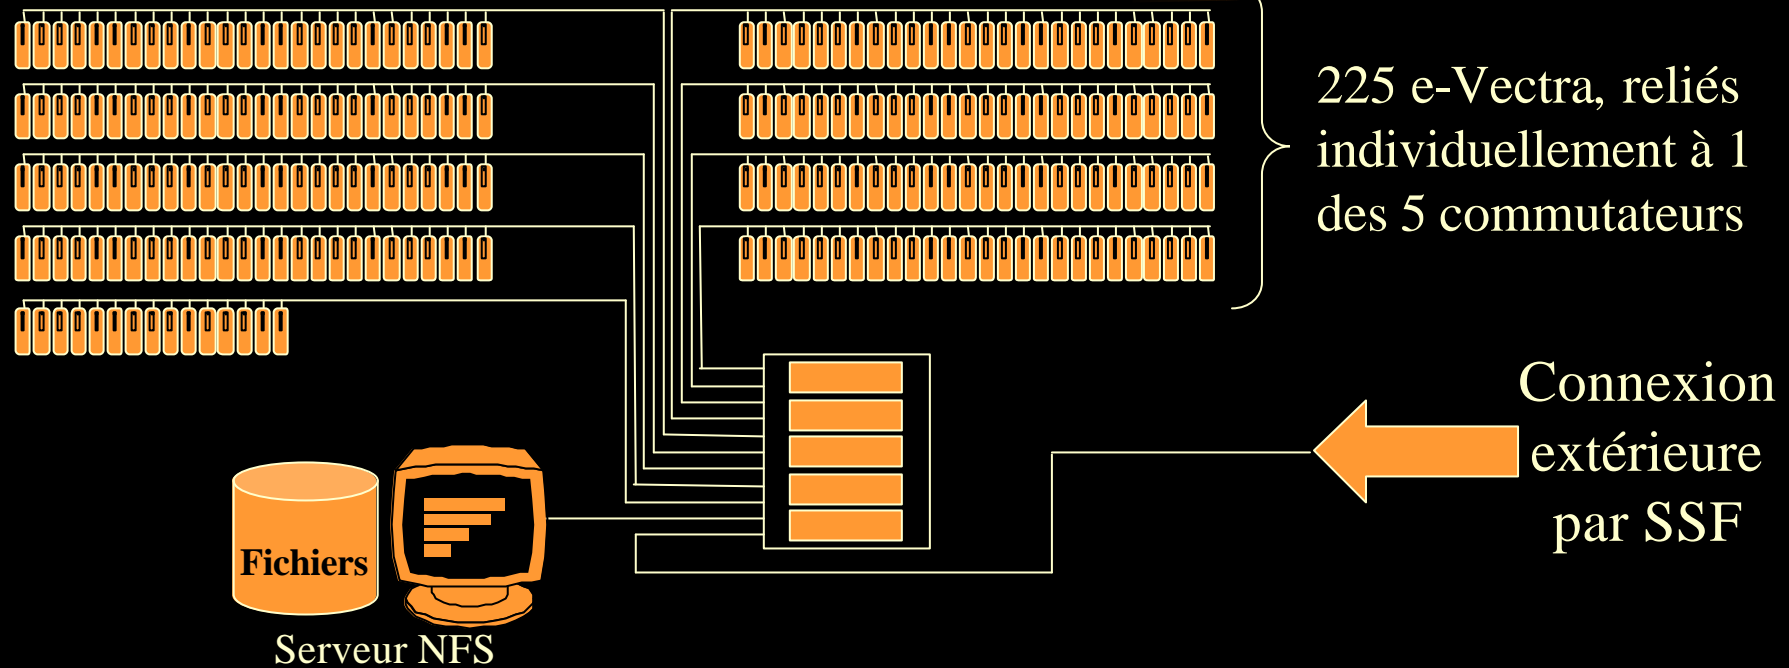 225 e-Vectra, reliés
individuellement à 1
des 5 commutateurs
Connexion
extérieure
par SSF
Fichiers
Serveur NFS